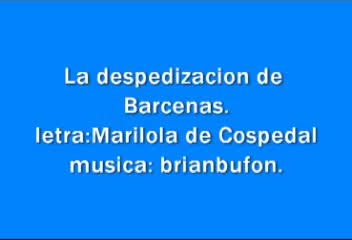 La despedizacion de
Barcenas.
letra:Marilola de Cospedal
musica: brianbufon.